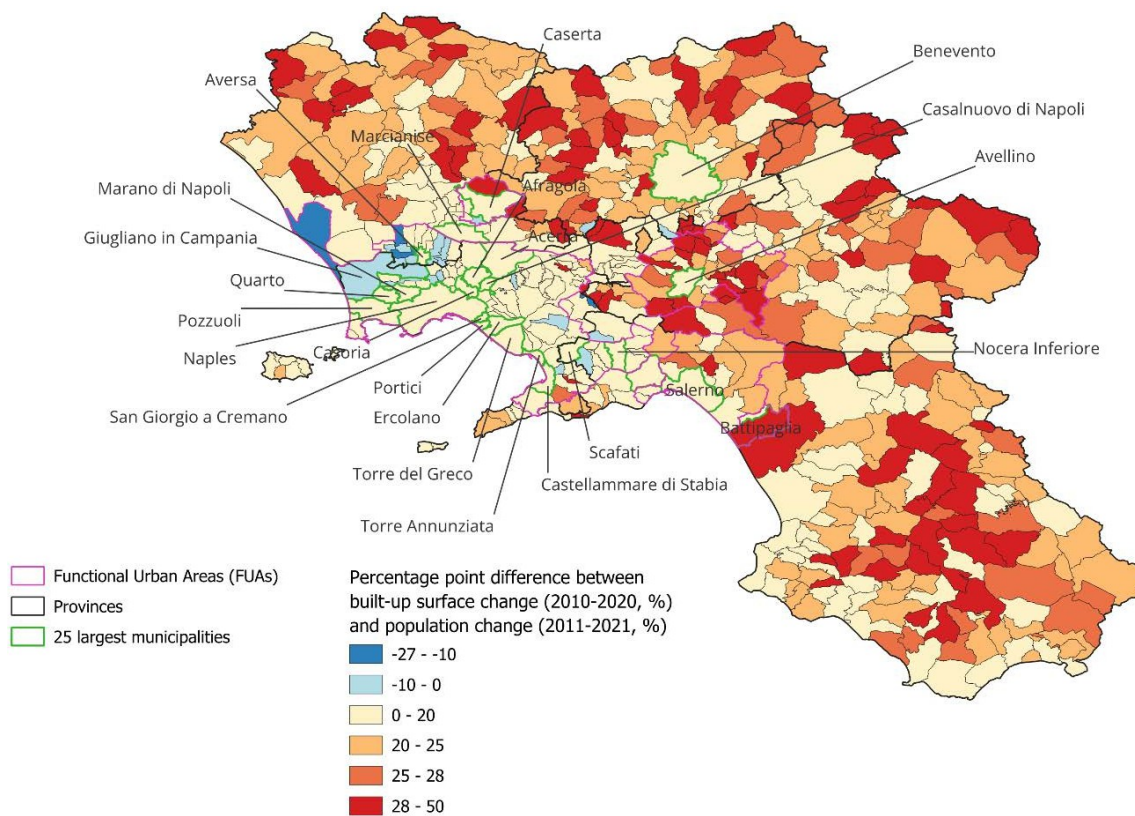 Caserta
Benevento
Aversa
Casalnuovo di Napoli
Marcianise
Avellino
Marano di Napoli
Afragola
Giugliano in Campania
Acerra
Quarto
Pozzuoli
Naples
Casoria
Nocera Inferiore
Portici
San Giorgio a Cremano
Salerno
Ercolano
Battipaglia
Scafati
Torre del Greco
Castellammare di Stabia
Torre Annunziata
Functional Urban Areas (FUAs)
Provinces
25 largest municipalities
Percentage point difference between
built-up surface change (2010-2020, %)
and population change (2011-2021, %)
-27 - -10
-10 - 0
0 - 20
20 - 25
25 - 28
28 - 50